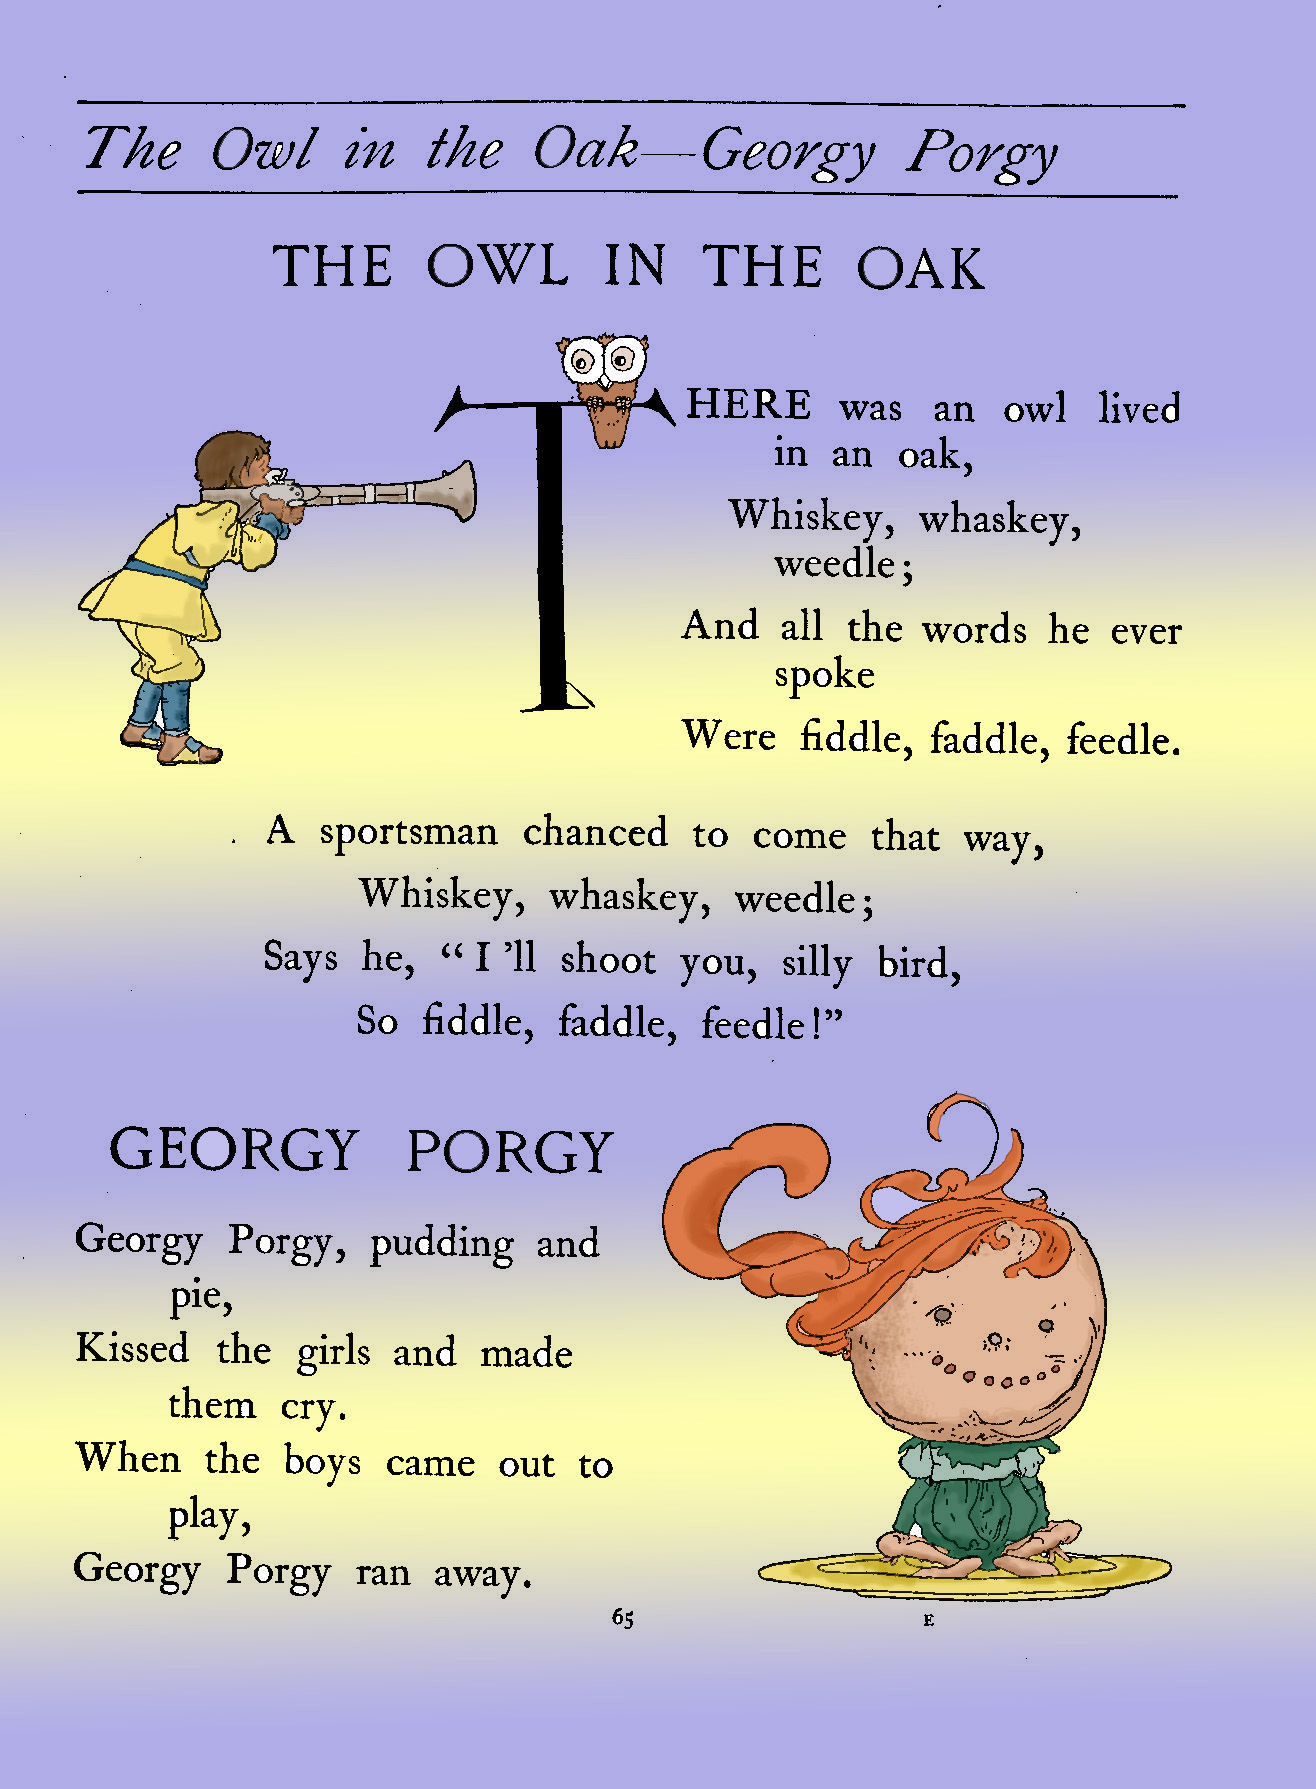 The Owl in the Oak—Georgy Porgy
THE OWL IN THE OAK
THERE was an owl lived
in an oak,
Whiskey, whaskey,
weedle;
And all the words he ever
spoke
Were fiddle, faddle, feedle.
A sportsman chanced to come that way,
Whiskey, whaskey, weedle;
Says he, “I ’ll shoot you, silly bird,
So fiddle, faddle, feedle!”
GEORGY PORGY
Georgy Porgy, pudding and
pie,
Kissed the girls and made
them cry.
When the boys came out to
play,
Georgy Porgy ran away.
65 E